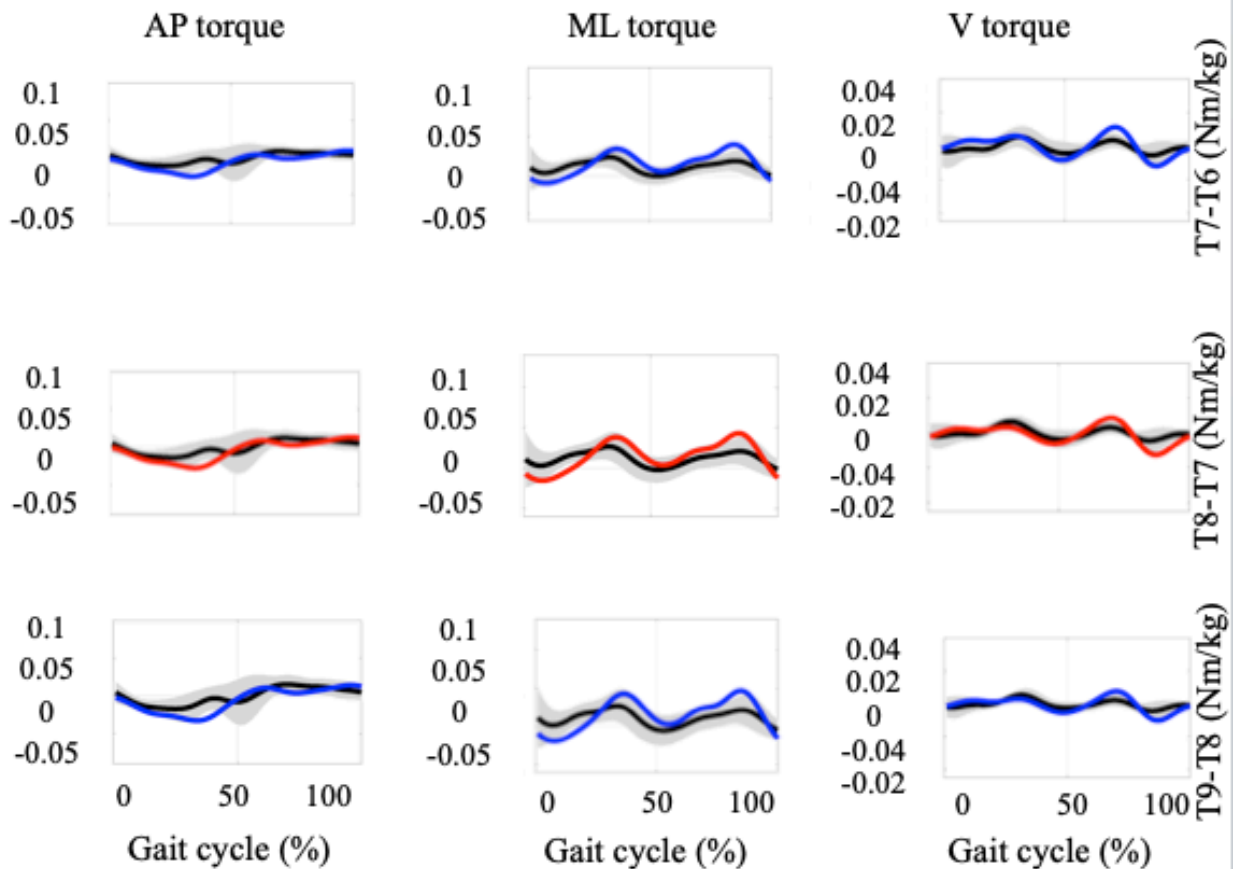 AP torque ML torque V torque
0.1 0.1 0.04
0.05 0.05 0.02
0 0 0
-0.05 -0.05 -0.04
-0.02
T7-T6 (Nm/kg)
0.1 0.1 0.04
0.05 0.05 0.02
0 0 0
-0.05 -0.05 -0.04
-0.02
T8-T7 (Nm/kg)
0.1 0.1 0.04
0.05 0.05 0.02
0 0 0
-0.05 -0.05 -0.04
-0.02
T9-T8 (Nm/kg)
0 50 100 0 50 100 0 50 100
Gait cycle (%) Gait cycle (%) Gait cycle (%)